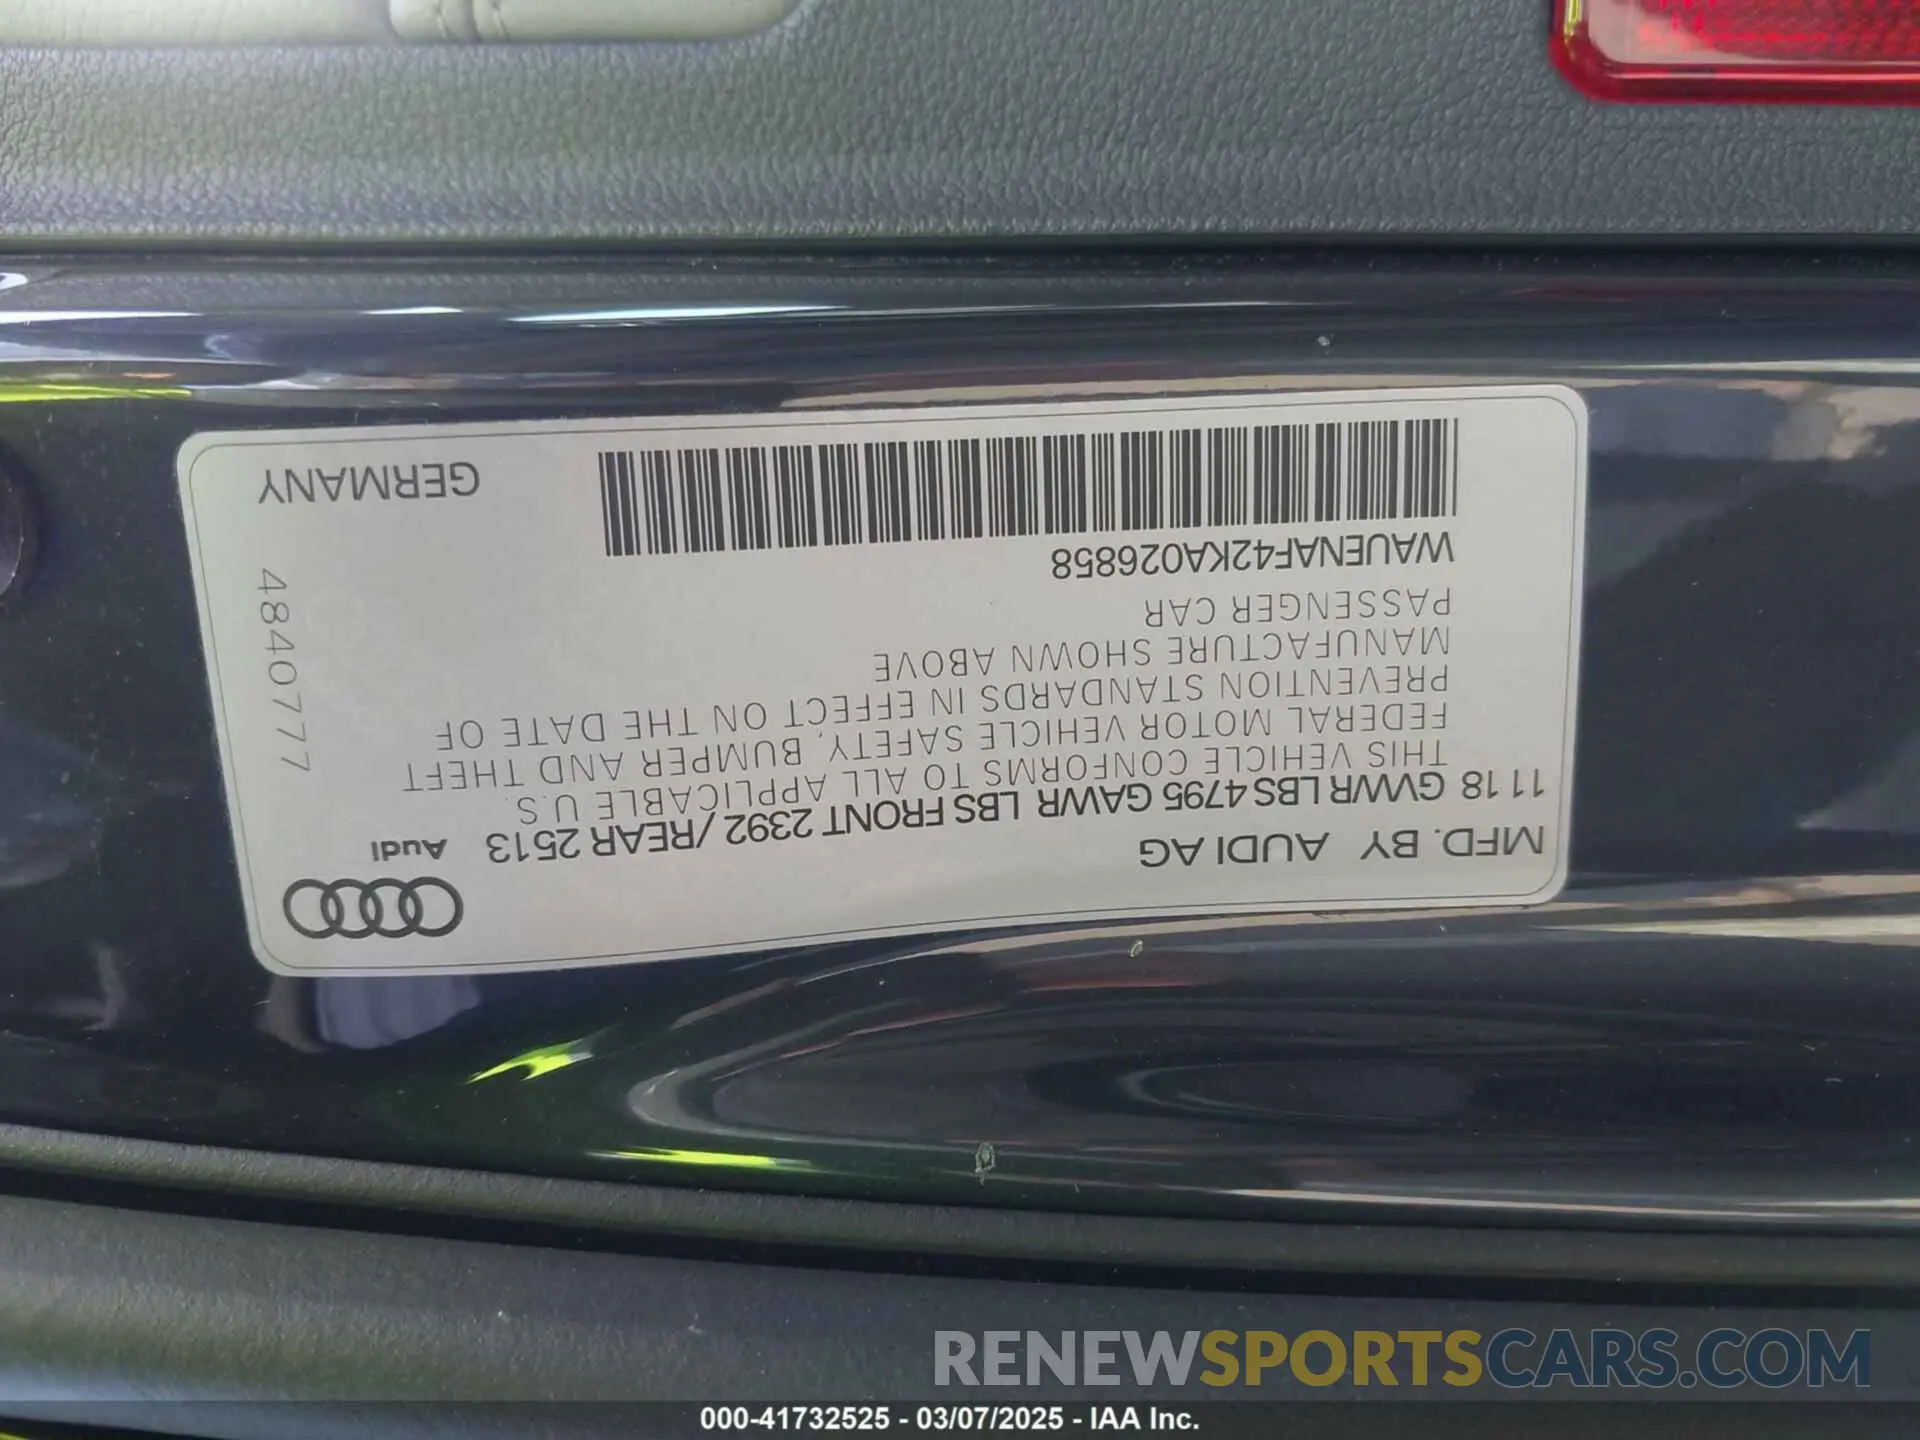 MFD. BY AUDI AG
11 18 GVWR LBS 4795 GAWR LBS FRONT 2392 / REAR 2513
Audi
THIS VEHICLE CONFORMS TO ALL APPLICABLE U.S.
FEDERAL MOTOR VEHICLE SAFETY, BUMPER AND THEFT
PREVENTION STANDARDS IN EFFECT ON THE DATE OF
MANUFACTURE SHOWN ABOVE
PASSENGER CAR
WAUENAF42KA026858
4840777
GERMANY
RENEWSPORTSCARS.COM
000-41732525 - 03/07/2025 - IAA Inc.